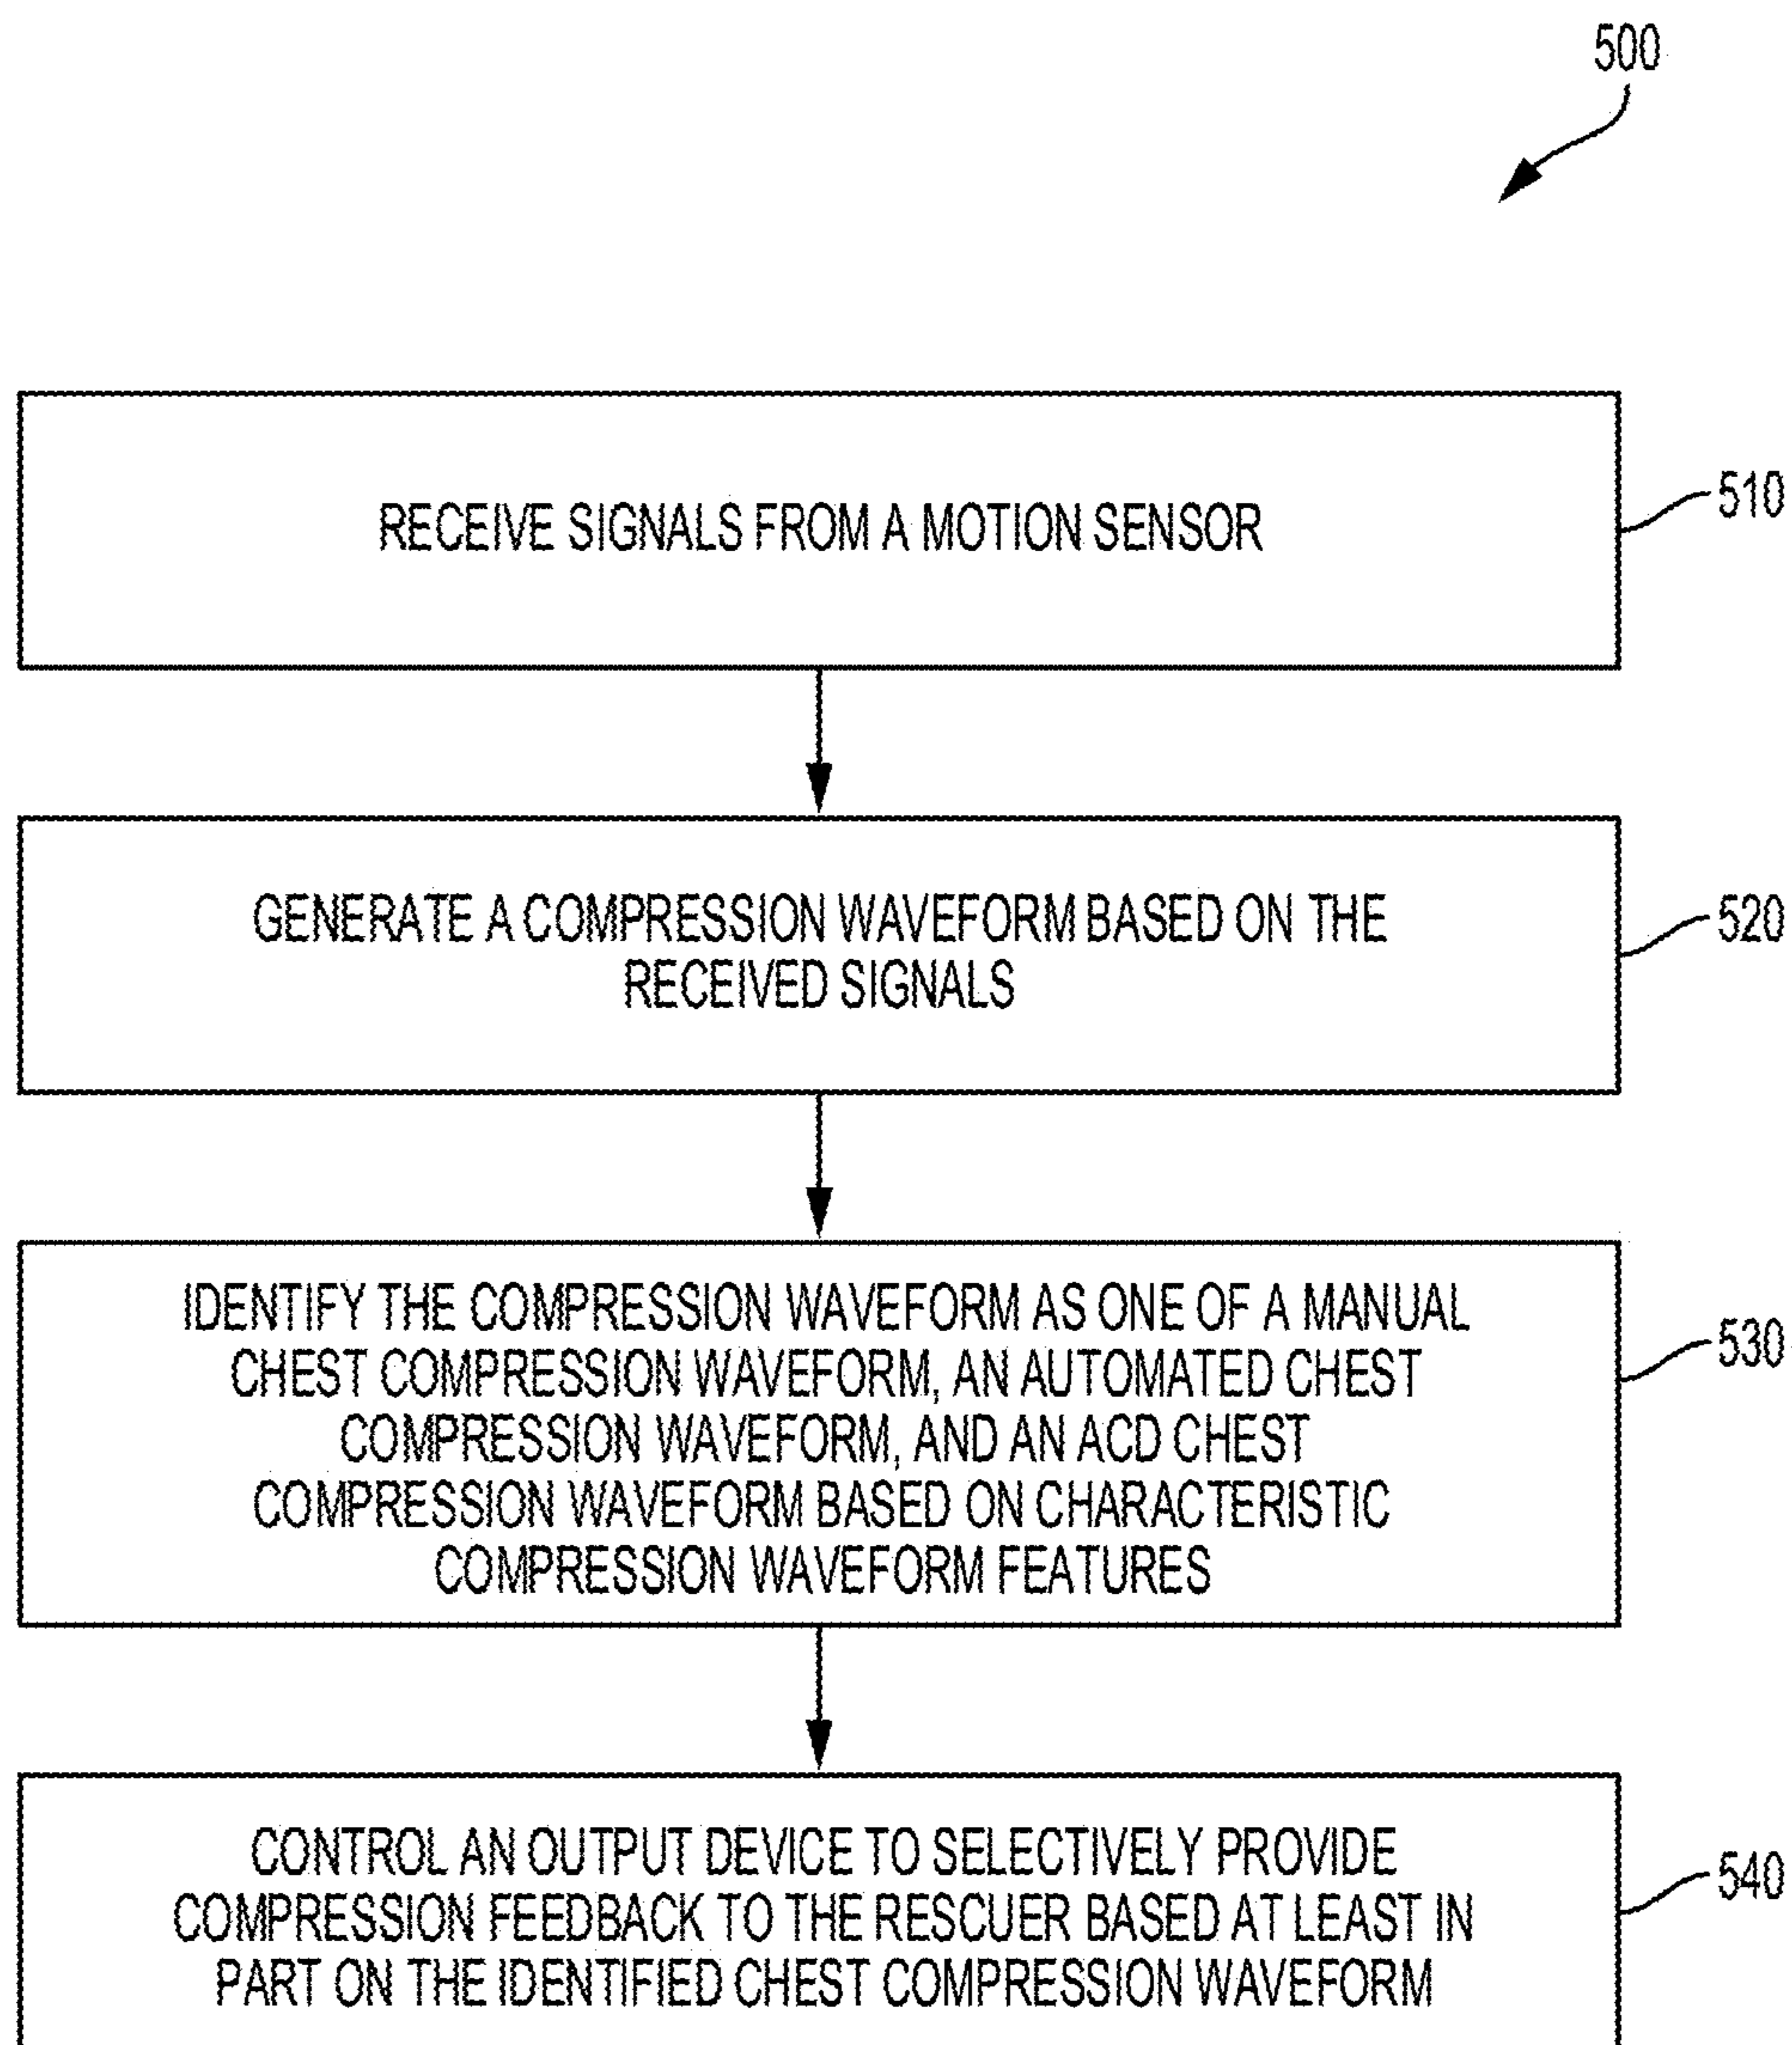 500
RECEIVE SIGNALS FROM A MOTION SENSOR
510
GENERATE A COMPRESSION WAVEFORM BASED ON THE
RECEIVED SIGNALS
520
IDENTIFY THE COMPRESSION WAVEFORM AS ONE OF A MANUAL
CHEST COMPRESSION WAVEFORM, AN AUTOMATED CHEST
COMPRESSION WAVEFORM, AND AN ACD CHEST
COMPRESSION WAVEFORM BASED ON CHARACTERISTIC
COMPRESSION WAVEFORM FEATURES
530
CONTROL AN OUTPUT DEVICE TO SELECTIVELY PROVIDE
COMPRESSION FEEDBACK TO THE RESCUER BASED AT LEAST IN
PART ON THE IDENTIFIED CHEST COMPRESSION WAVEFORM
540